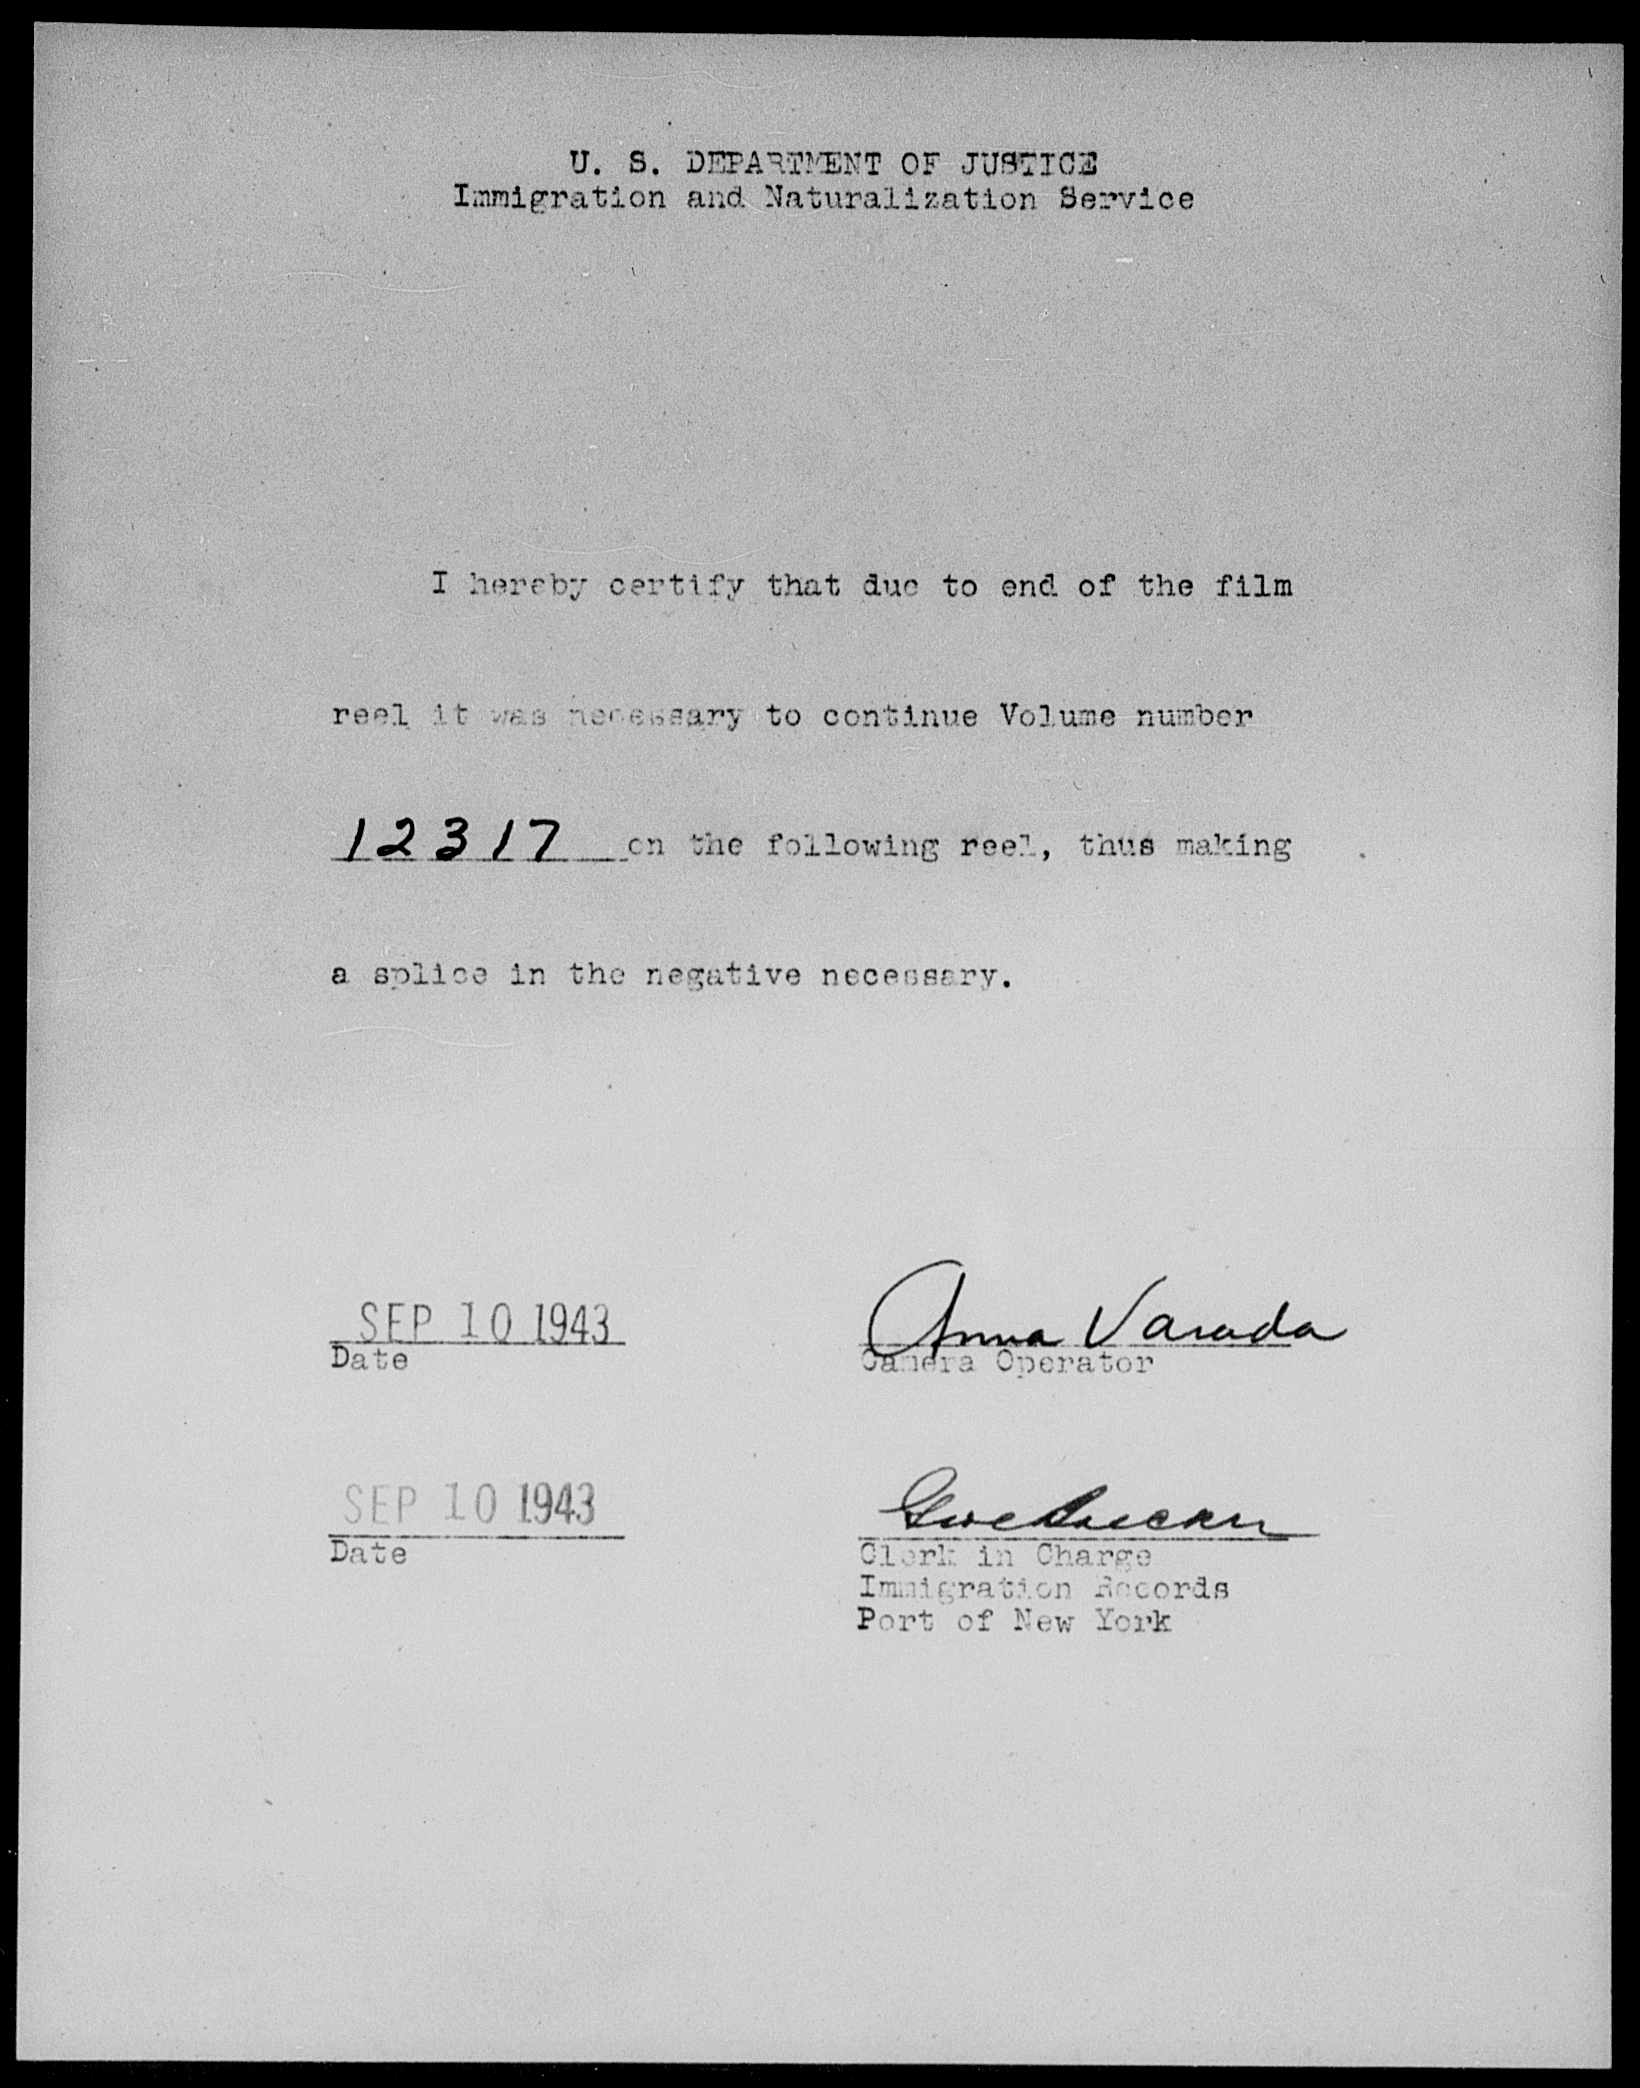 U. S. DEPARTMENT OF JUSTICE
Immigration and Naturalization Service
I hereby certify that due to end of the film
reel it was necessary to continue Volume number
12317 on the following reel, thus making
a splice in the negative necessary.
SEP 10 1943
Date
Anna Varada
Camera Operator
SEP 10 1943
Date
Clerk in Charge
Immigration Records
Port of New York